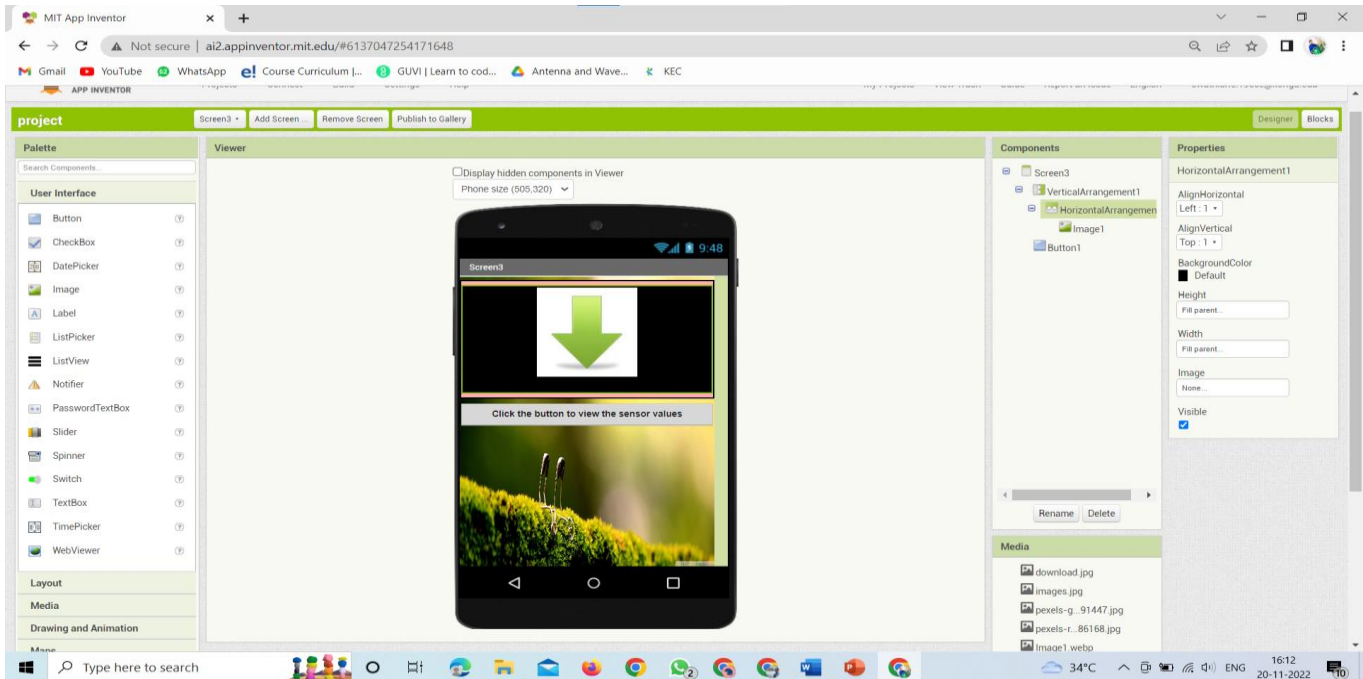 MIT App Inventor
Not secure | ai2.appinventor.mit.edu/#6137047254171648
Gmail YouTube WhatsApp Course Curriculum |... GUVI | Learn to cod... Antenna and Wave... KEC
APP INVENTOR
project Screen3 Add Screen ... Remove Screen Publish to Gallery Designer Blocks
Palette
Search Components...
User Interface
Button
CheckBox
DatePicker
Image
Label
ListPicker
ListView
Notifier
PasswordTextBox
Slider
Spinner
Switch
TextBox
TimePicker
WebViewer
Layout
Media
Drawing and Animation
Maps
Viewer
Display hidden components in Viewer
Phone size (505,320)
9:48
Screen3
Click the button to view the sensor values
Components
Screen3
VerticalArrangement1
HorizontalArrangemen
Image1
Button1
Rename Delete
Media
download.jpg
images.jpg
pexels-g...91447.jpg
pexels-r...86168.jpg
Image1.webp
Properties
HorizontalArrangement1
AlignHorizontal
Left : 1
AlignVertical
Top : 1
BackgroundColor
Default
Height
Fill parent...
Width
Fill parent...
Image
None...
Visible
Type here to search
34°C ENG 16:12
20-11-2022